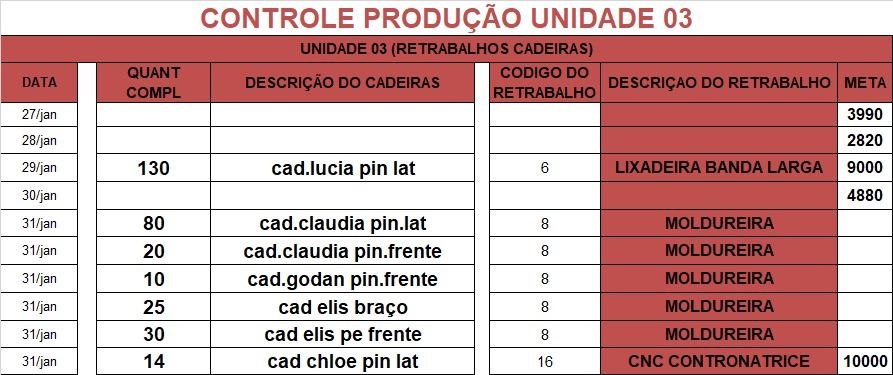 CONTROLE PRODUÇÃO UNIDADE 03
UNIDADE 03 (RETRABALHOS CADEIRAS)
DATA QUANT COMPL DESCRIÇÃO DO CADEIRAS CODIGO DO RETRABALHO DESCRIÇAO DO RETRABALHO META
27/jan 3990
28/jan 2820
29/jan 130 cad.lucia pin lat 6 LIXADEIRA BANDA LARGA 9000
30/jan 4880
31/jan 80 cad.claudia pin.lat 8 MOLDUREIRA
31/jan 20 cad.claudia pin.frente 8 MOLDUREIRA
31/jan 10 cad.godan pin.frente 8 MOLDUREIRA
31/jan 25 cad elis braço 8 MOLDUREIRA
31/jan 30 cad elis pe frente 8 MOLDUREIRA
31/jan 14 cad chloe pin lat 16 CNC CONTRONATRICE 10000